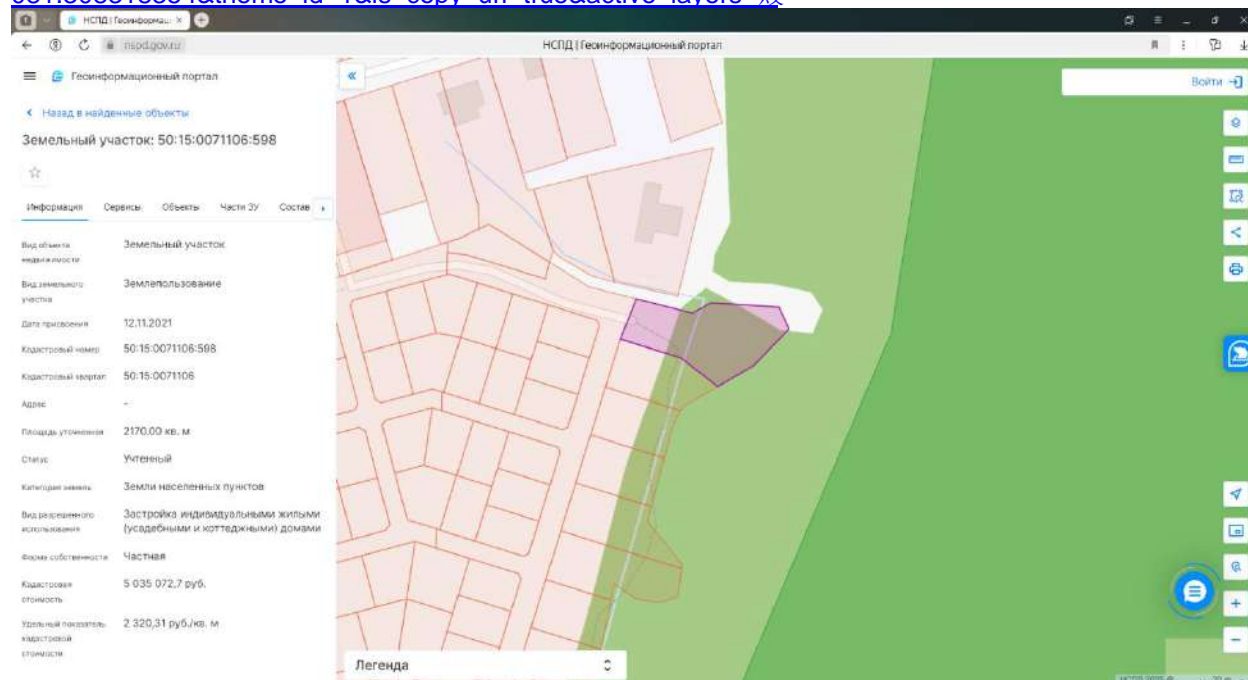 НСПД | Геоинформац...
nspd.gov.ru
НСПД | Геоинформационный портал
Геоинформационный портал
Войти
Назад в найденные объекты
Земельный участок: 50:15:0071106:598
Информация Сервисы Объекты Части ЗУ Состав
Вид объекта недвижимости Земельный участок
Вид земельного участка Землепользование
Дата присвоения 12.11.2021
Кадастровый номер 50:15:0071106:598
Кадастровый квартал 50:15:0071106
Адрес -
Площадь уточненная 2170.00 кв. м
Статус Учтенный
Категория земель Земли населенных пунктов
Вид разрешенного использования Застройка индивидуальными жилыми
(усадебными и коттеджными) домами
Форма собственности Частная
Кадастровая стоимость 5 035 072,7 руб.
Удельный показатель кадастровой стоимости 2 320,31 руб./кв. м
Легенда